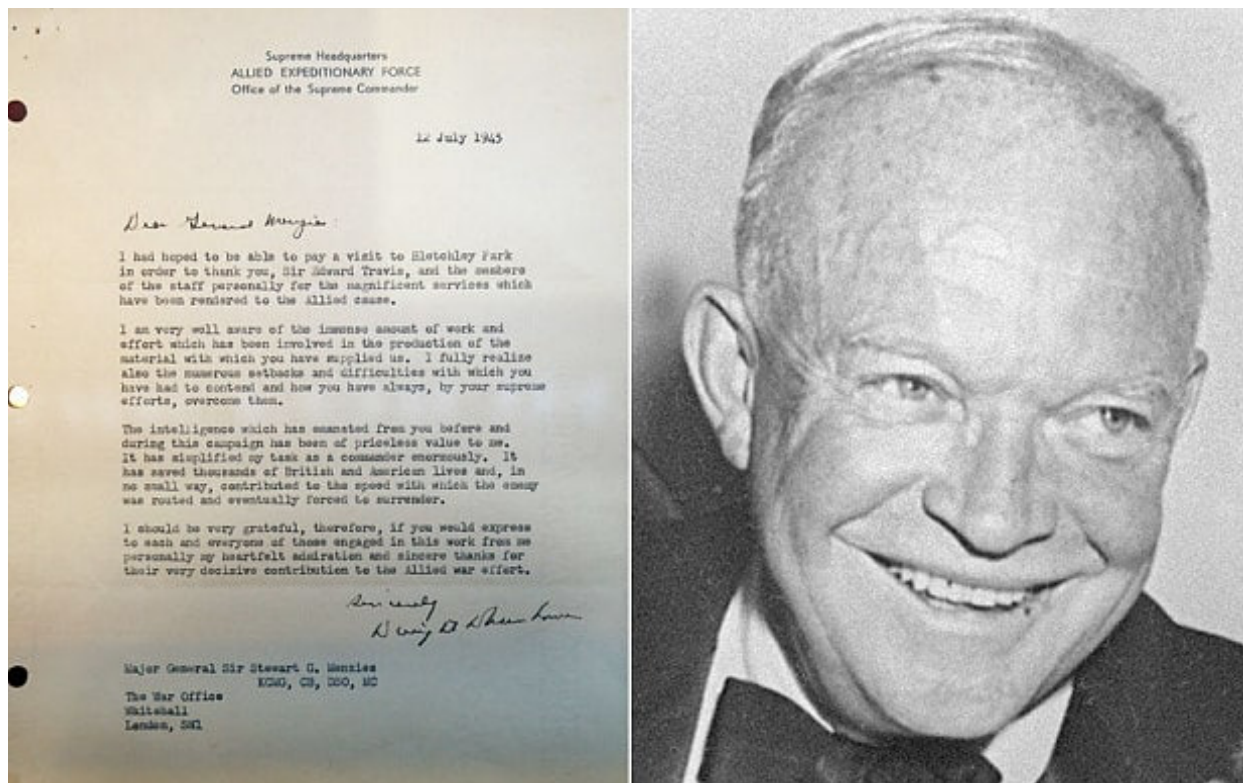 Supreme Headquarters
ALLIED EXPEDITIONARY FORCE
Office of the Supreme Commander
12 July 1945
Dear General Menzies:
I had hoped to be able to pay a visit to Bletchley Park
in order to thank you, Sir Edward Travis, and the members
of the staff personally for the magnificent services which
have been rendered to the Allied cause.
I am very well aware of the immense amount of work and
effort which has been involved in the production of the
material with which you have supplied us. I fully realize
also the numerous setbacks and difficulties with which you
have had to contend and how you have always, by your supreme
efforts, overcome them.
The intelligence which has emanated from you before and
during this campaign has been of priceless value to me.
It has simplified my task as a commander enormously. It
has saved thousands of British and American lives and, in
no small way, contributed to the speed with which the enemy
was routed and eventually forced to surrender.
I should be very grateful, therefore, if you would express
to each and everyone of those engaged in this work from me
personally my heartfelt admiration and sincere thanks for
their very decisive contribution to the Allied war effort.
Sincerely
Dwight D Eisenhower
Major General Sir Stewart G. Menzies
KCMG, CB, DSO, MC
The War Office
Whitehall
London, SW1